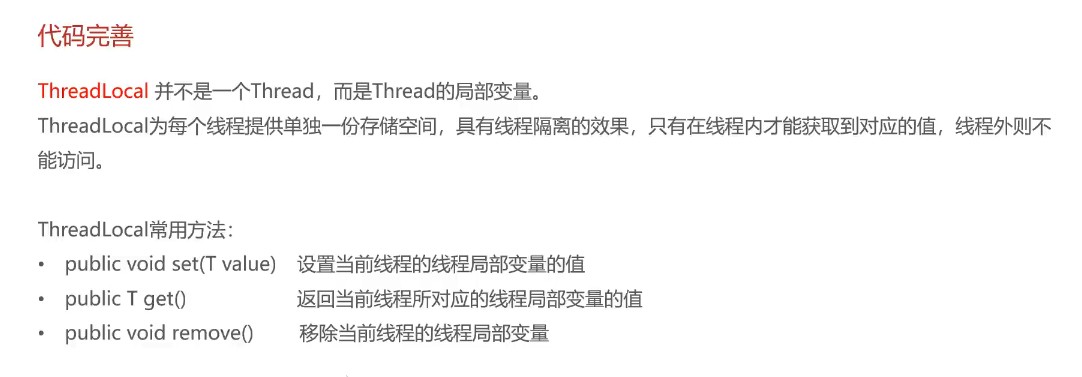 代码完善
ThreadLocal 并不是一个Thread，而是Thread的局部变量。
ThreadLocal为每个线程提供单独一份存储空间，具有线程隔离的效果，只有在线程内才能获取到对应的值，线程外则不
能访问。
ThreadLocal常用方法：
• public void set(T value) 设置当前线程的线程局部变量的值
• public T get() 返回当前线程所对应的线程局部变量的值
• public void remove() 移除当前线程的线程局部变量